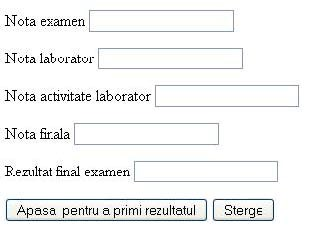 Nota examen
Nota laborator
Nota activitate laborator
Nota finala
Rezultat final examen
Apasa pentru a primi rezultatul Sterge